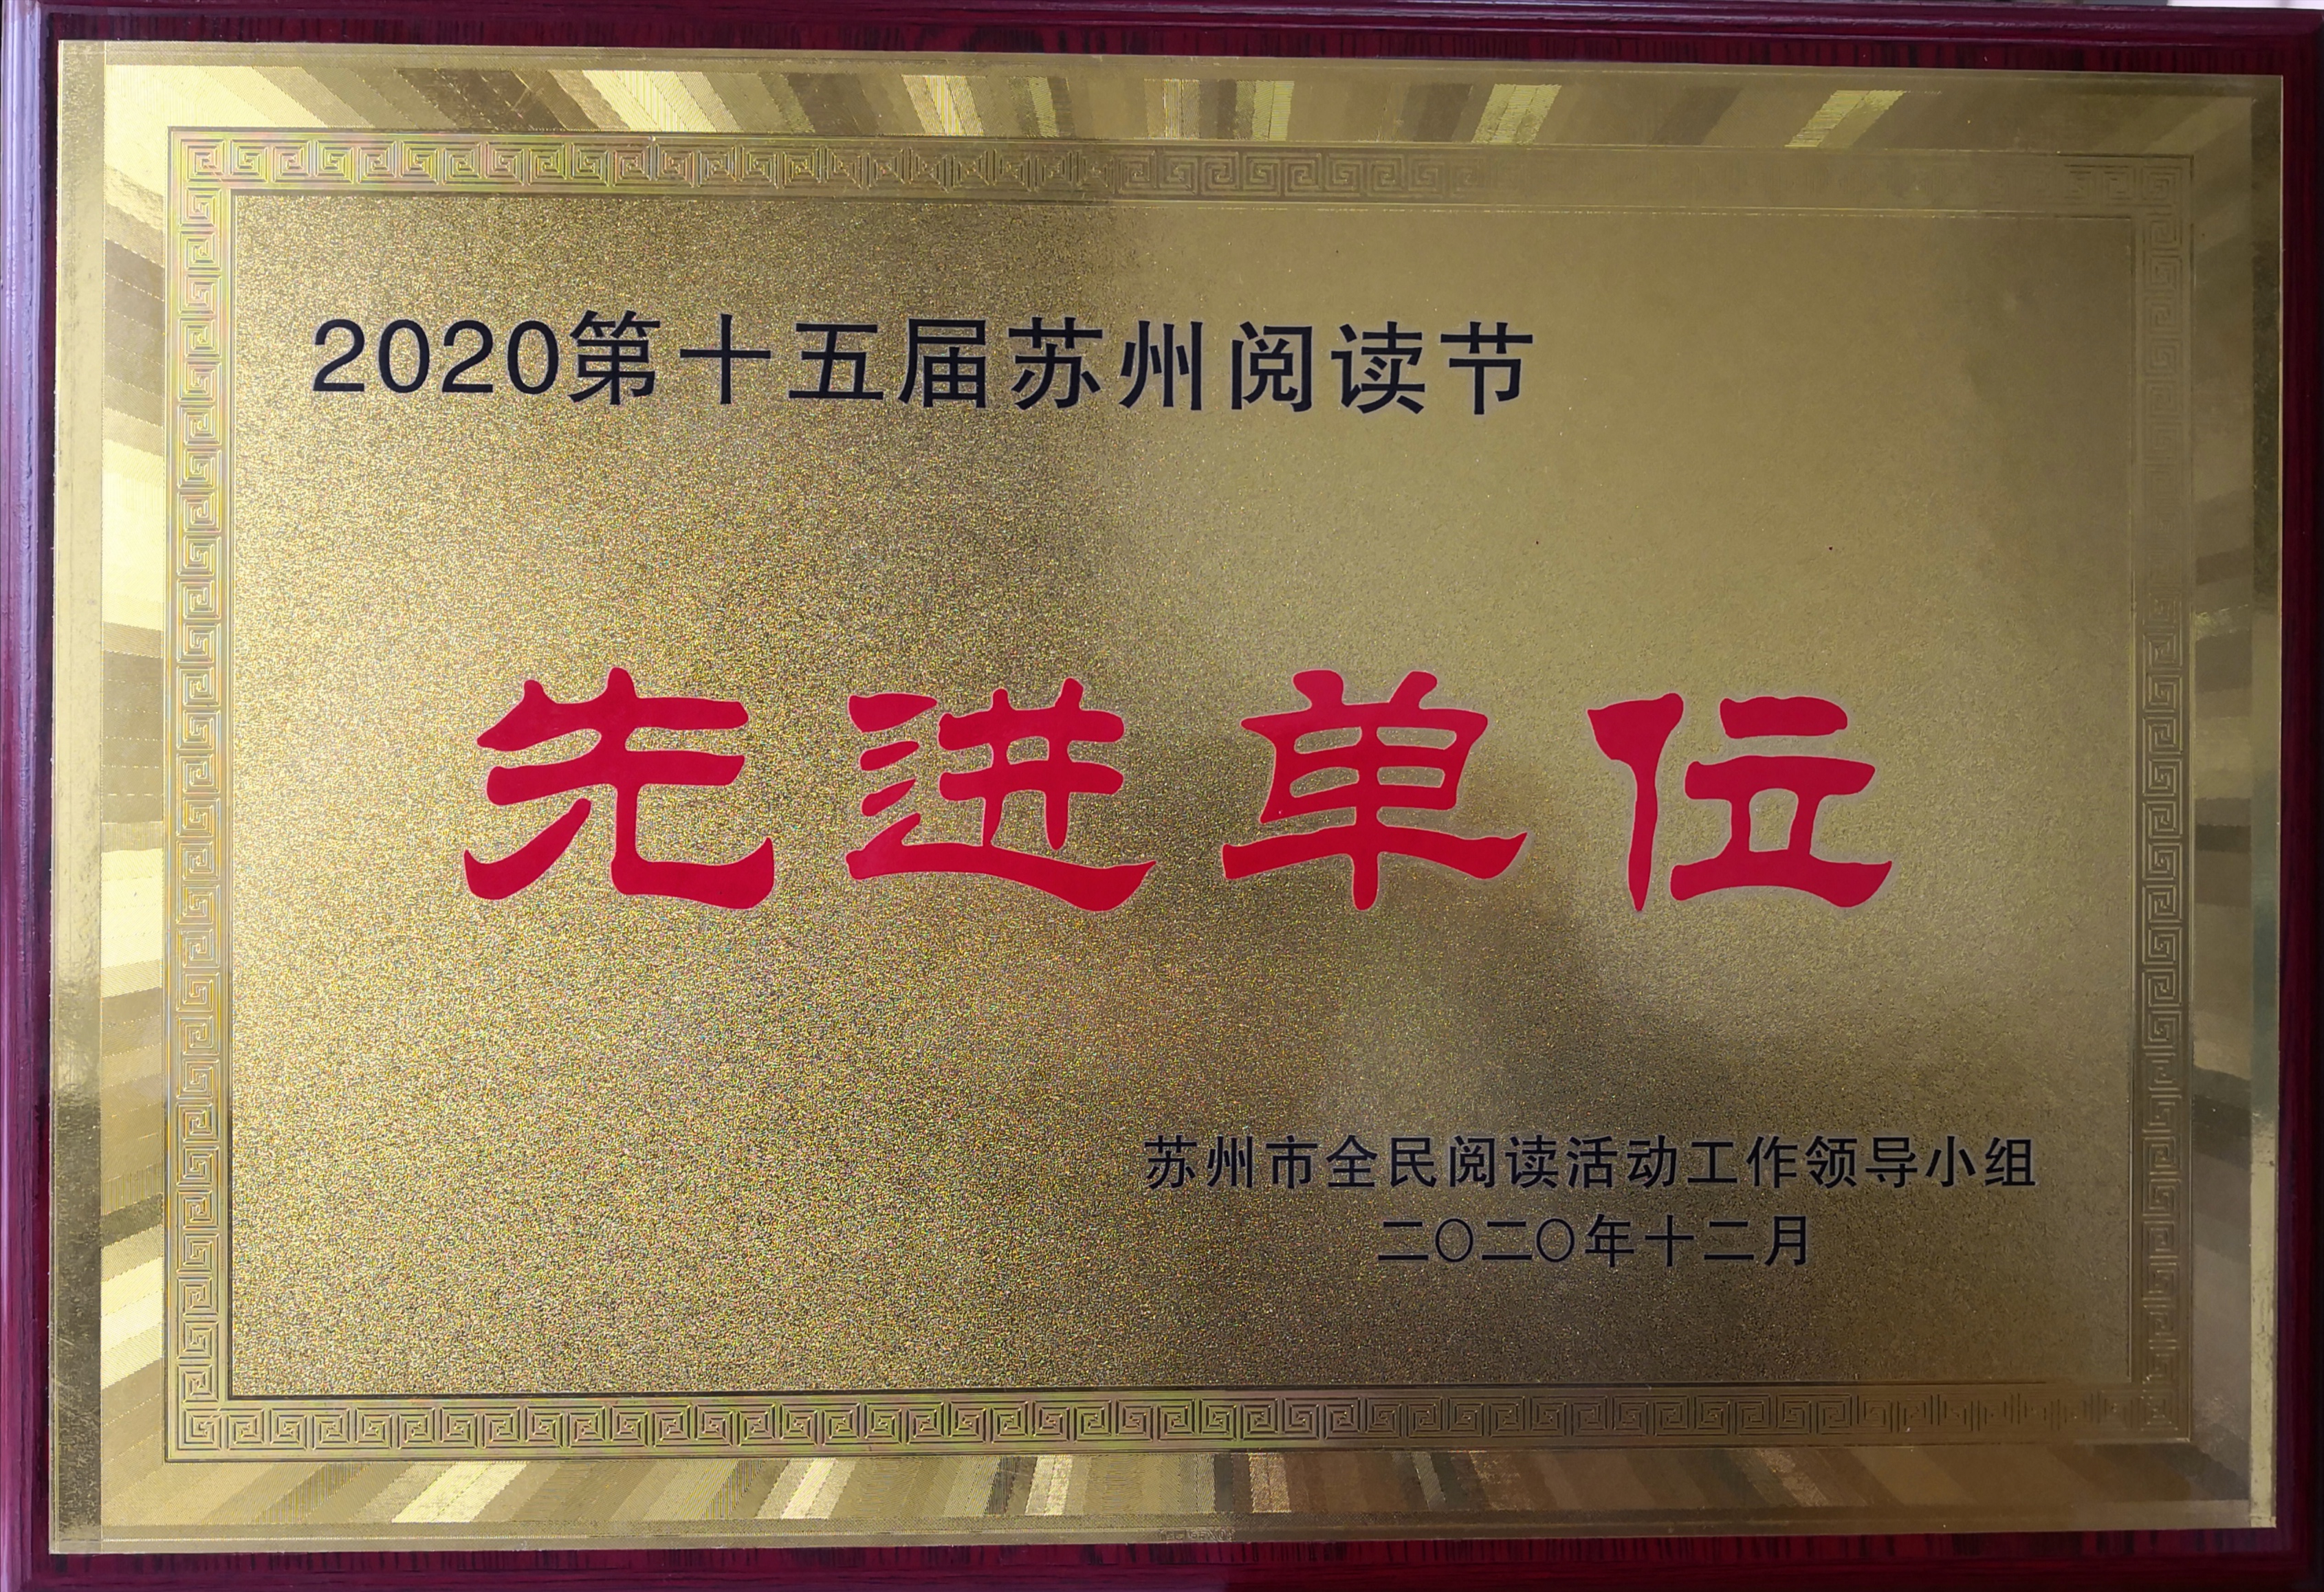 2020第十五届苏州阅读节
先进单位
苏州市全民阅读活动工作领导小组
二〇二〇年十二月